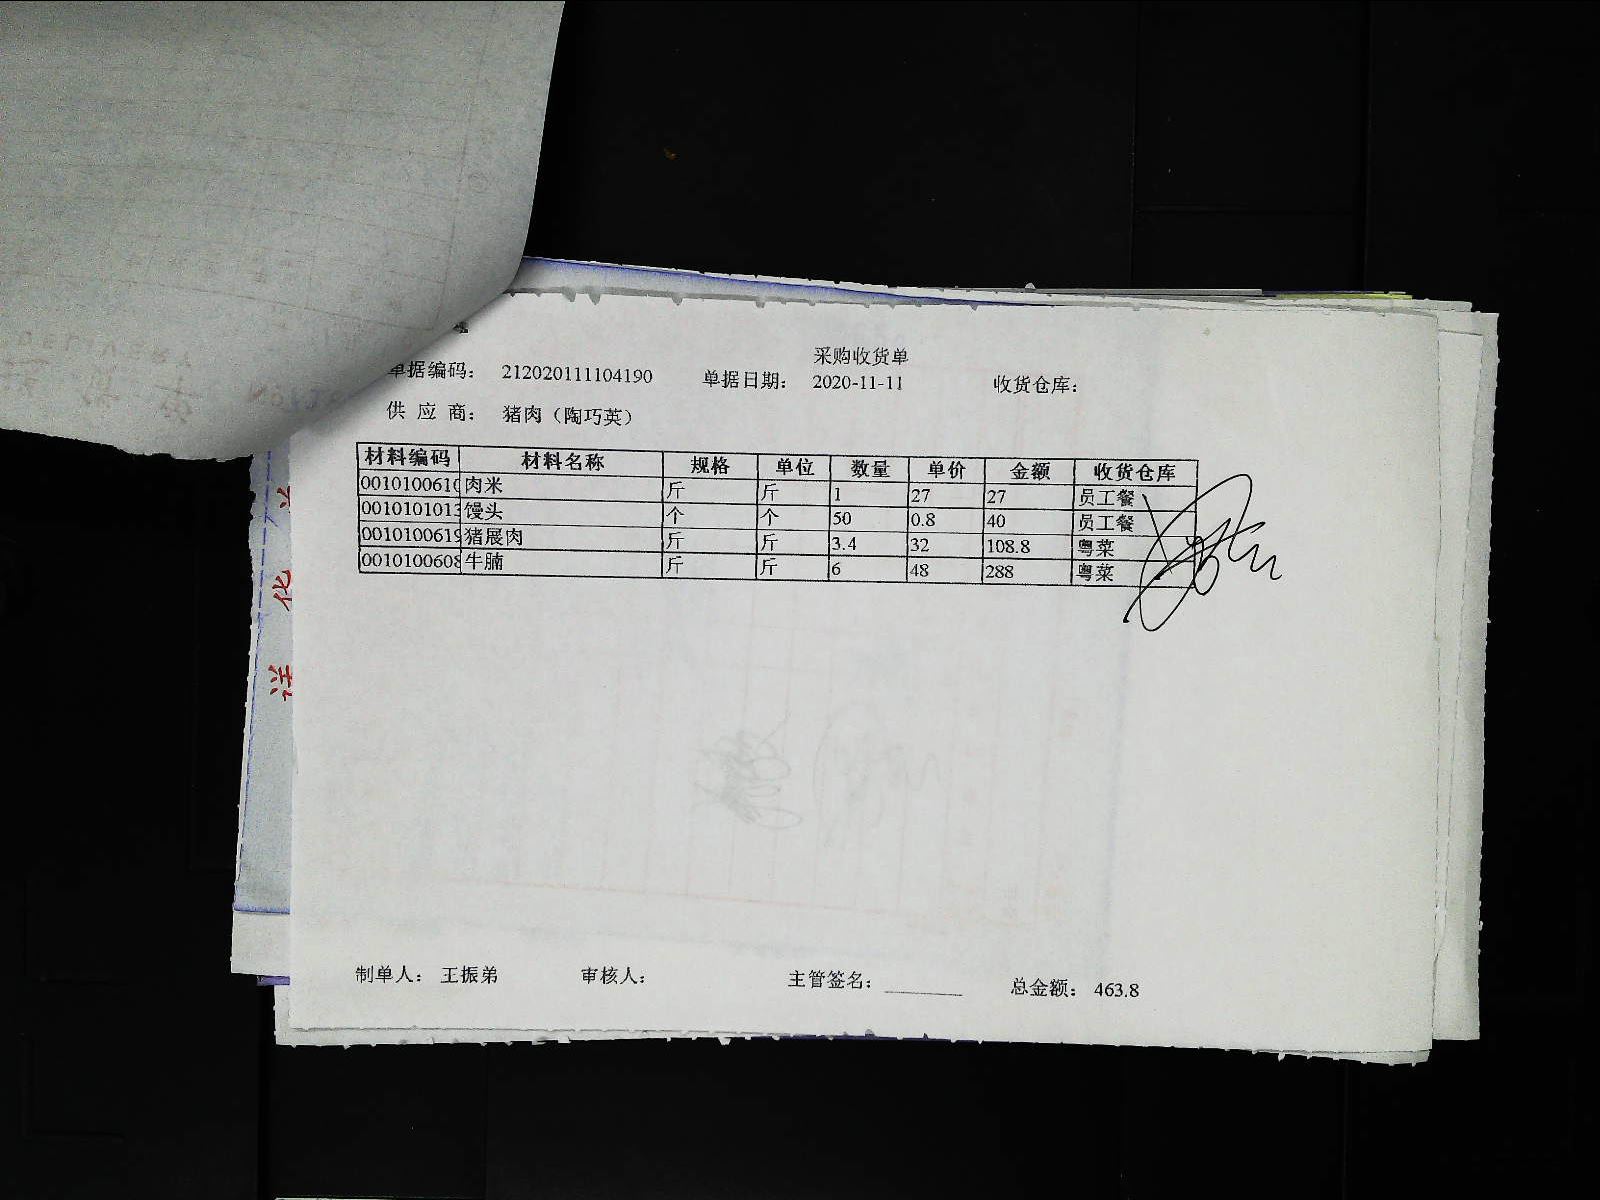 采购收货单
单据编码： 212020111104190 单据日期： 2020-11-11 收货仓库：
供 应 商： 猪肉（陶巧英）
材料编码 材料名称 规格 单位 数量 单价 金额 收货仓库
001010061 肉米 斤 斤 1 27 27 员工餐
001010101 馒头 个 个 50 0.8 40 员工餐
0010100619 猪展肉 斤 斤 3.4 32 108.8 粤菜
0010100608 牛腩 斤 斤 6 48 288 粤菜
制单人： 王振弟 审核人： 主管签名： 总金额： 463.8